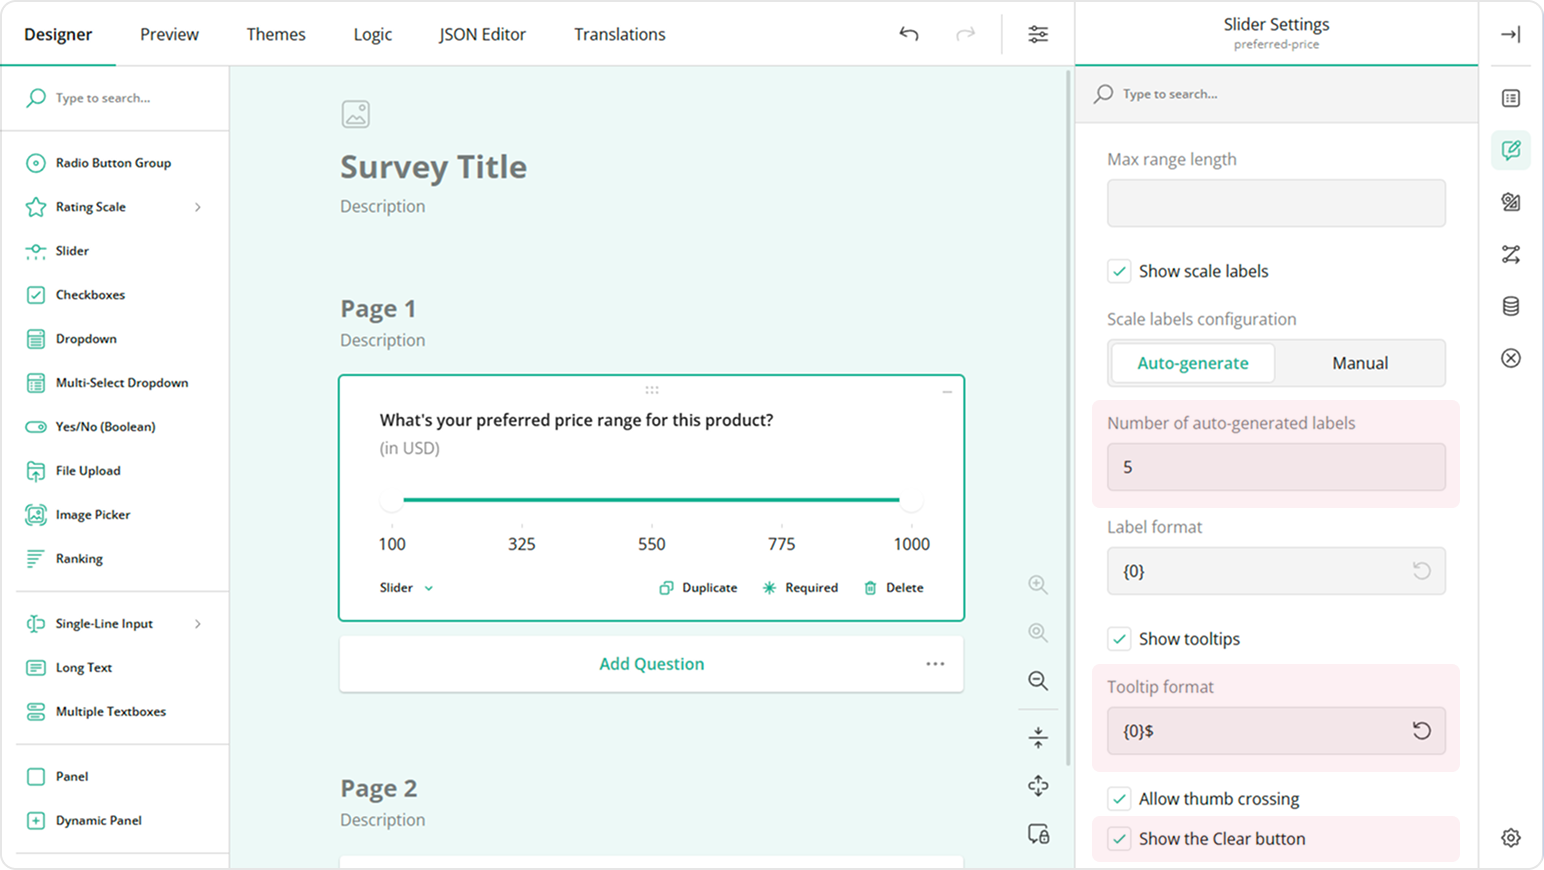 Designer
Preview
Themes
Logic
JSON Editor
Translations
Slider Settings
preferred-price
Type to search...
Radio Button Group
Rating Scale
Slider
Checkboxes
Dropdown
Multi-Select Dropdown
Yes/No (Boolean)
File Upload
Image Picker
Ranking
Single-Line Input
Long Text
Multiple Textboxes
Panel
Dynamic Panel
Survey Title
Description
Page 1
Description
What's your preferred price range for this product?
(in USD)
100 325 550 775 1000
Slider
Duplicate
Required
Delete
Add Question
Page 2
Description
Type to search...
Max range length
Show scale labels
Scale labels configuration
Auto-generate
Manual
Number of auto-generated labels
5
Label format
{0}
Show tooltips
Tooltip format
{0}$
Allow thumb crossing
Show the Clear button